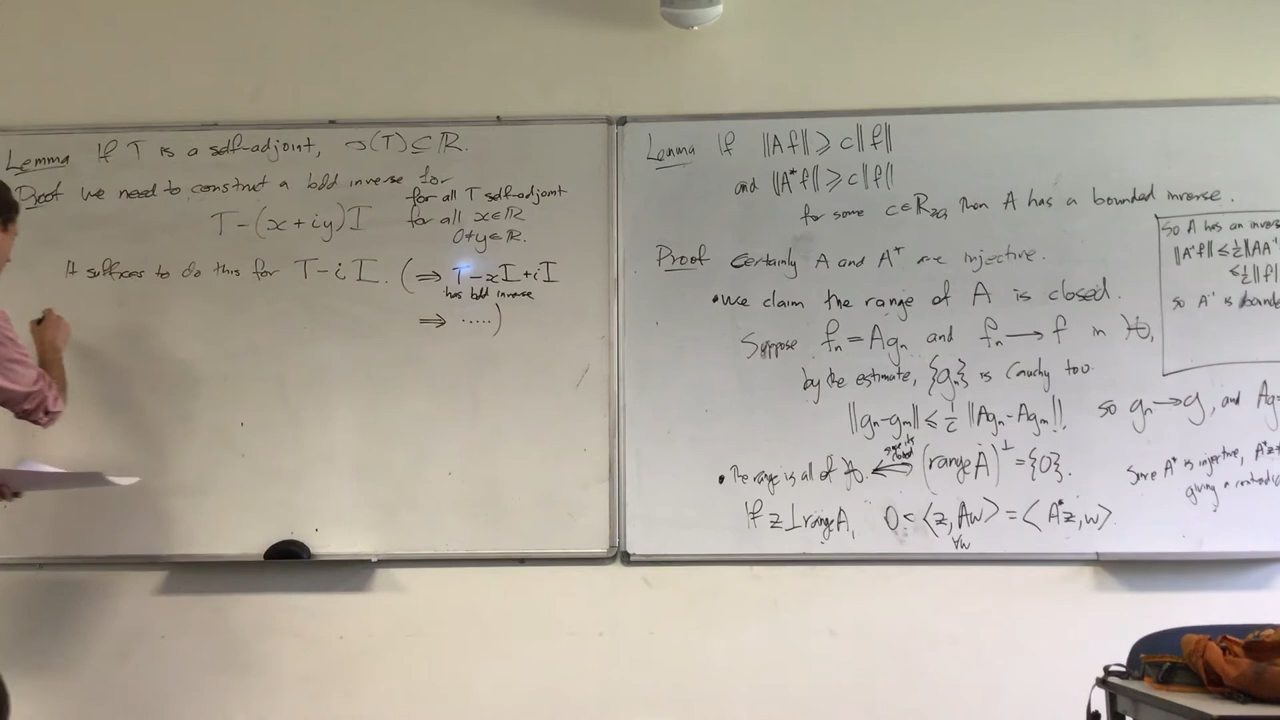 Lemma If T is a self-adjoint, σ(T) ⊆ ℝ.
Proof We need to construct a bdd inverse for
T-(x+iy)I
for all T self-adjoint
for all x∈ℝ
0≠y∈ℝ.
It suffices to do this for T-iI. (⇒ T-xI+iI
has bdd inverse
⇒ .....)
Lemma If ||Af|| ⩾ c||f||
and ||A*f|| ⩾ c||f||
for some c∈ℝ>0, then A has a bounded inverse.
Proof Certainly A and A* are injective.
• We claim the range of A is closed.
Suppose fn = Agn and fn → f in H,
by the estimate, {gn} is Cauchy too.
||gn-gm|| ≤ 1/c ||Agn-Agm||, so gn → g, and Ag=
• The range is all of H. ⇐ (range A)^⊥ = {0}.
since its
closed
If z ⊥ range A, 0 = ⟨z, Aw⟩ = ⟨A*z, w⟩.
∀w
Since A* is injective, A*z≠
giving a
So A has an inverse
||A⁻¹f|| ≤ 1/c ||AA⁻¹
≤ 1/c ||f||
so A⁻¹ is bounde